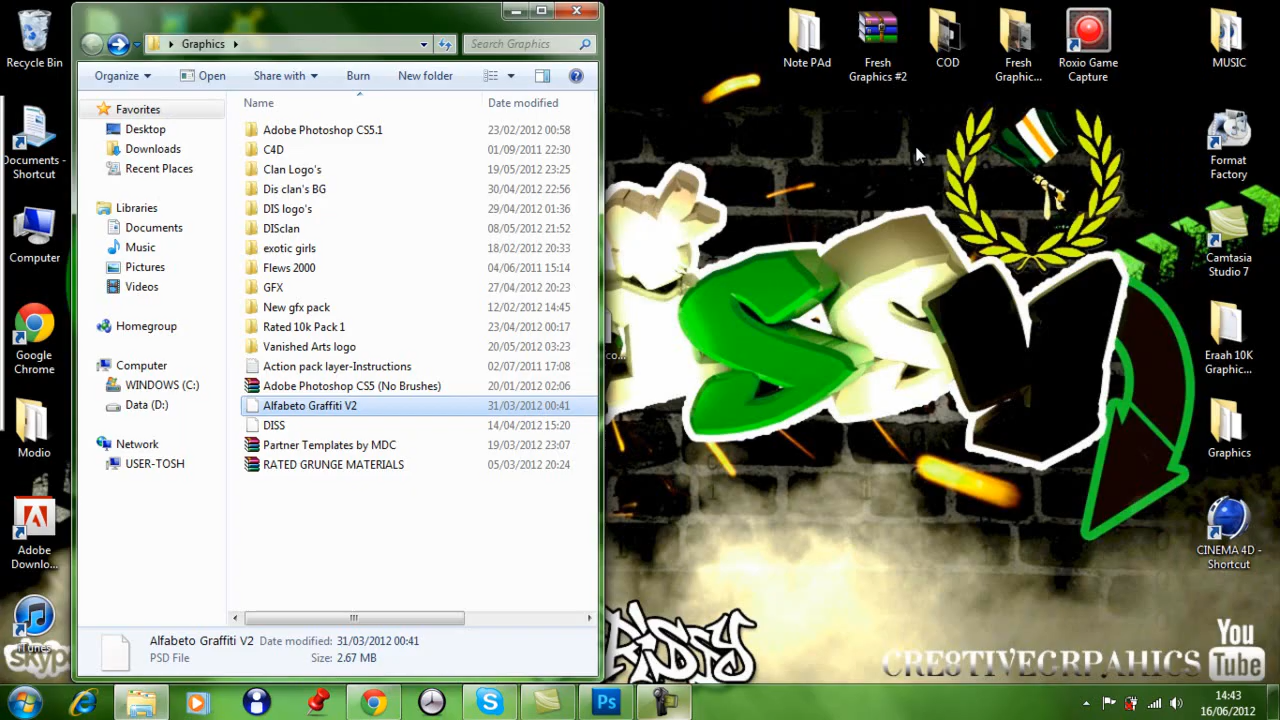 Recycle Bin
Documents -
Shortcut
Computer
Google
Chrome
Modio
Adobe
Downlo...
iTunes
Graphics
Search Graphics
Organize
Open
Share with
Burn
New folder
Favorites
Desktop
Downloads
Recent Places
Libraries
Documents
Music
Pictures
Videos
Homegroup
Computer
WINDOWS (C:)
Data (D:)
Network
USER-TOSH
Name
Date modified
Adobe Photoshop CS5.1 23/02/2012 00:58
C4D 01/09/2011 22:30
Clan Logo's 19/05/2012 23:25
Dis clan's BG 30/04/2012 22:56
DIS logo's 29/04/2012 01:36
DISclan 08/05/2012 21:52
exotic girls 18/02/2012 20:33
Flews 2000 04/06/2011 15:14
GFX 27/04/2012 20:23
New gfx pack 12/02/2012 14:45
Rated 10k Pack 1 23/04/2012 00:17
Vanished Arts logo 20/05/2012 03:23
Action pack layer-Instructions 02/07/2011 17:08
Adobe Photoshop CS5 (No Brushes) 20/01/2012 02:06
Alfabeto Graffiti V2 31/03/2012 00:41
DISS 14/04/2012 15:20
Partner Templates by MDC 19/03/2012 23:07
RATED GRUNGE MATERIALS 05/03/2012 20:24
Alfabeto Graffiti V2 Date modified: 31/03/2012 00:41
PSD File Size: 2.67 MB
Note PAd
Fresh
Graphics #2
COD
Fresh
Graphic...
Roxio Game
Capture
MUSIC
Format
Factory
Camtasia
Studio 7
Eraah 10K
Graphic...
Graphics
CINEMA 4D -
Shortcut
CRE8TIVEGRPAHICS
You
Tube
Ps
14:43
16/06/2012